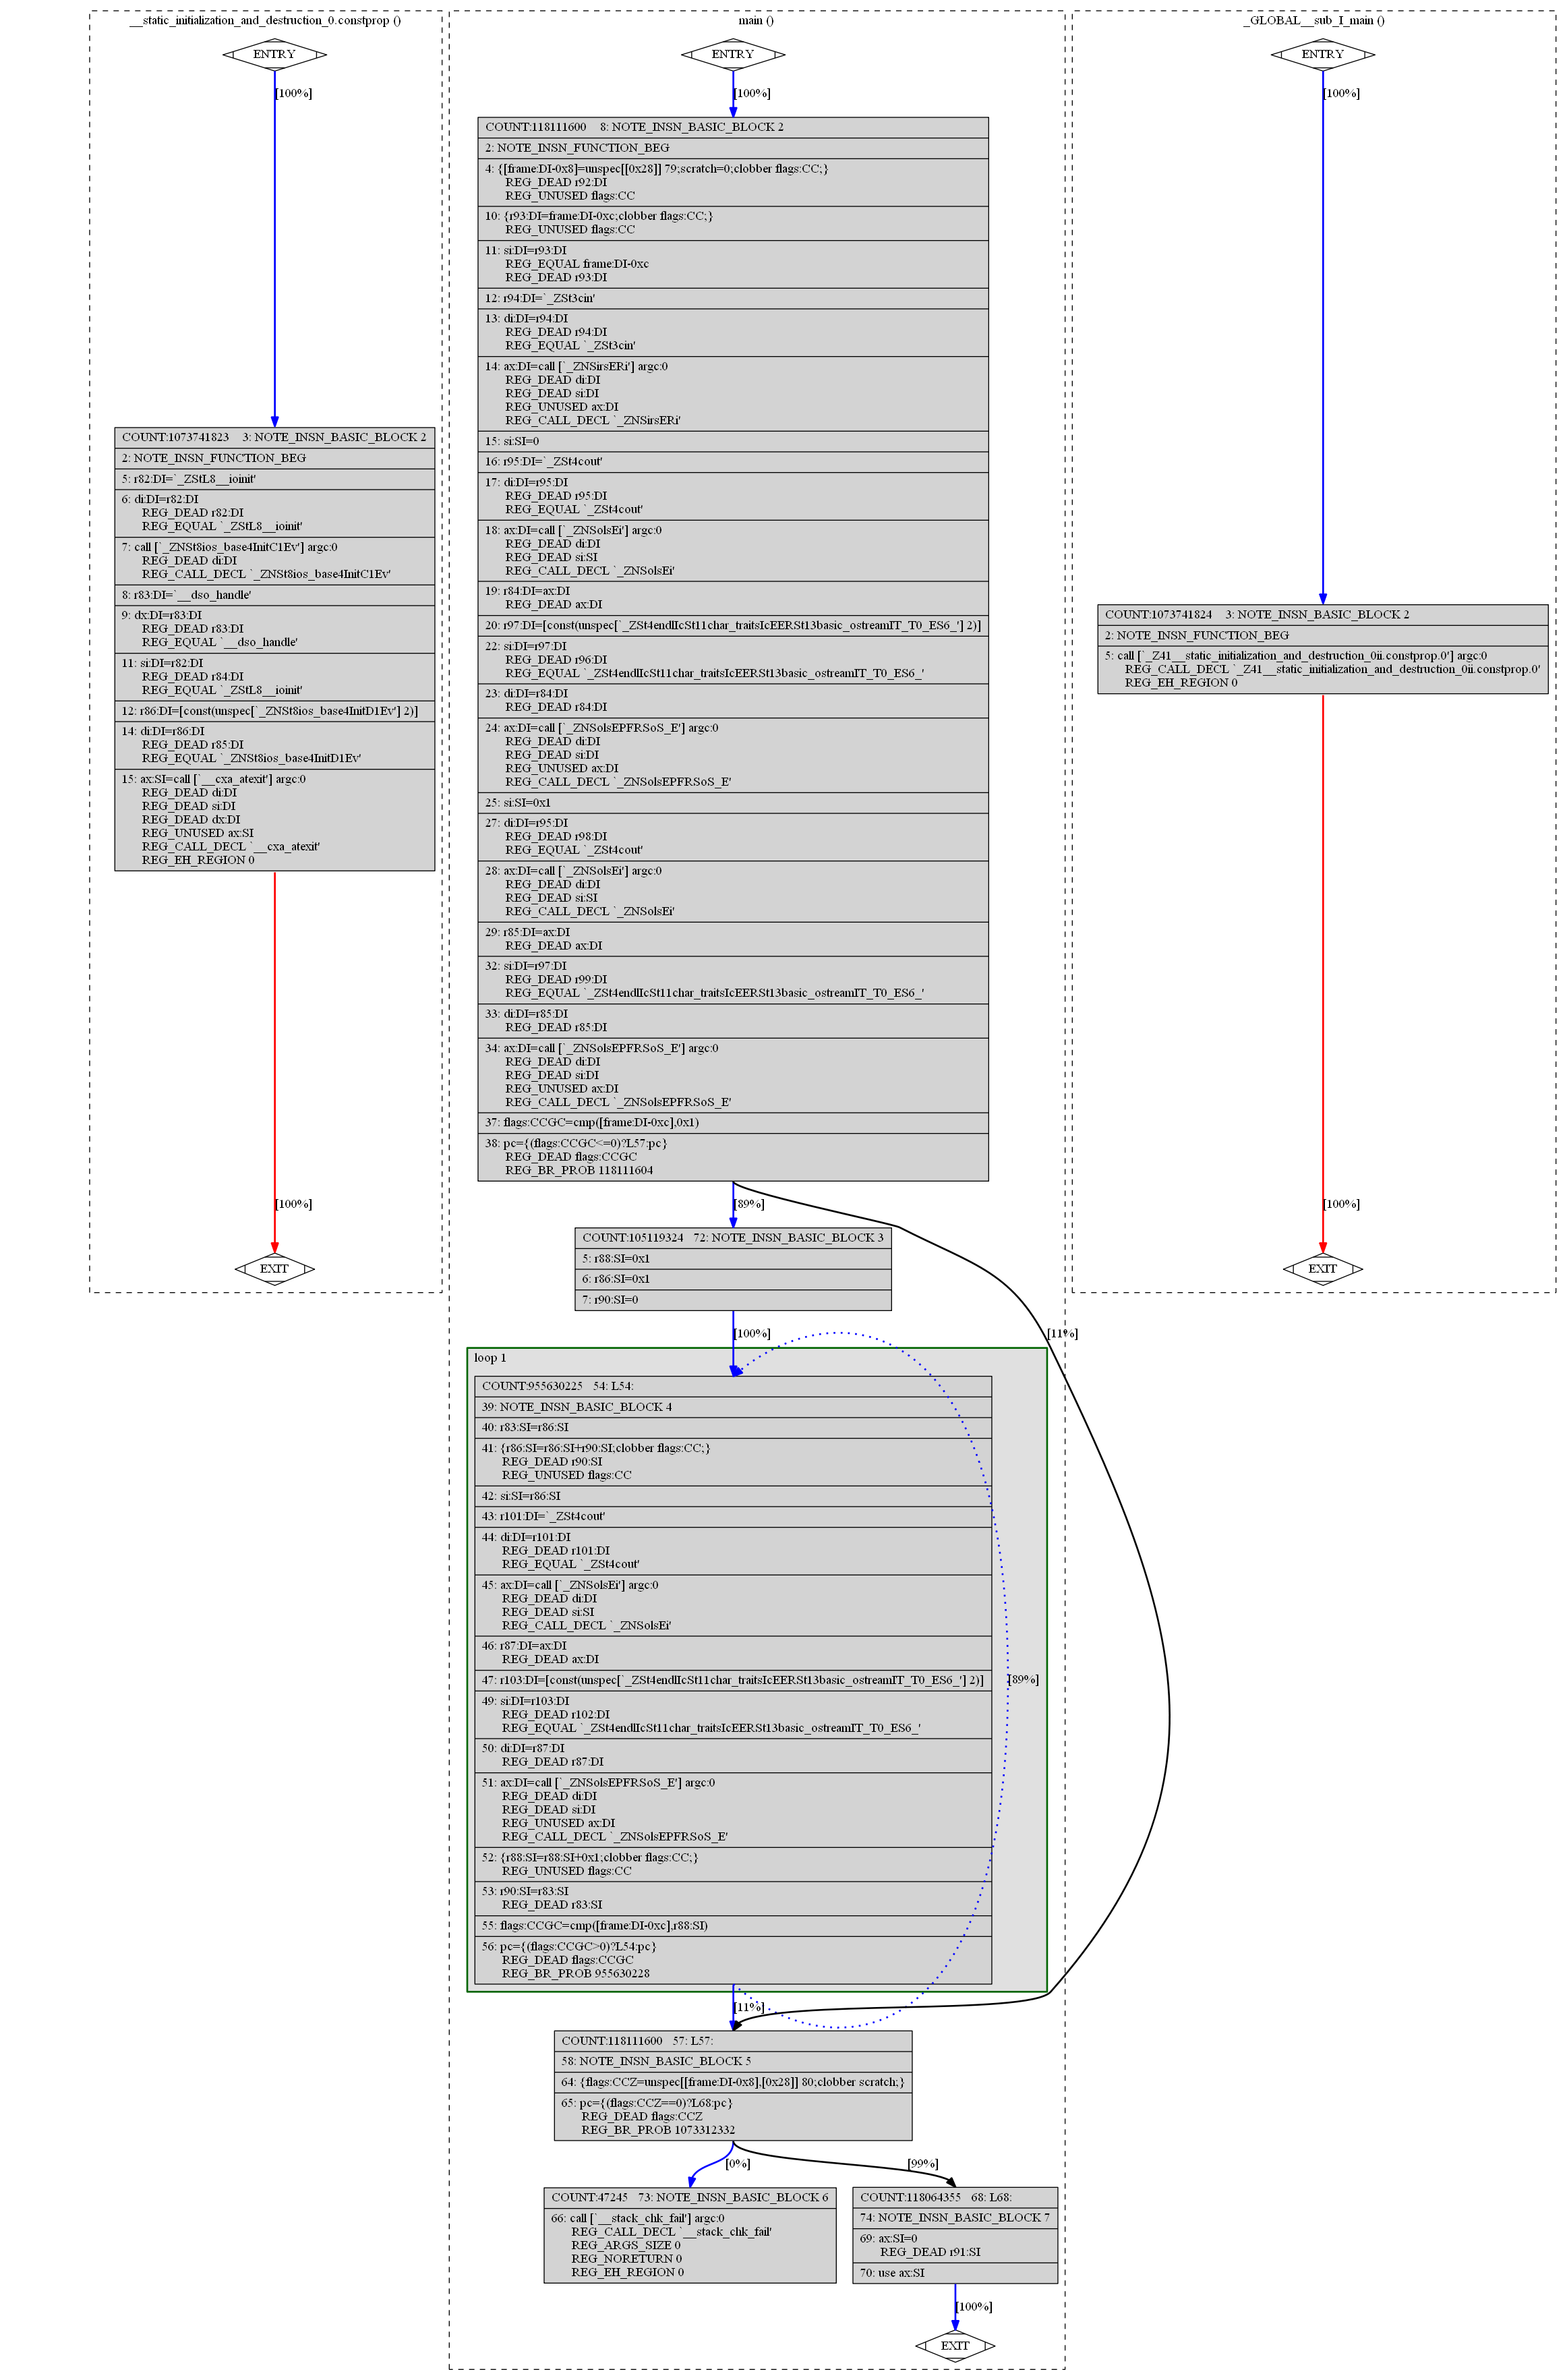 __static_initialization_and_destruction_0.constprop ()
ENTRY
[100%]
COUNT:1073741823    3: NOTE_INSN_BASIC_BLOCK 2
2: NOTE_INSN_FUNCTION_BEG
5: r82:DI=`_ZStL8__ioinit'
6: di:DI=r82:DI
REG_DEAD r82:DI
REG_EQUAL `_ZStL8__ioinit'
7: call [`_ZNSt8ios_base4InitC1Ev'] argc:0
REG_DEAD di:DI
REG_CALL_DECL `_ZNSt8ios_base4InitC1Ev'
8: r83:DI=`__dso_handle'
9: dx:DI=r83:DI
REG_DEAD r83:DI
REG_EQUAL `__dso_handle'
11: si:DI=r82:DI
REG_DEAD r84:DI
REG_EQUAL `_ZStL8__ioinit'
12: r86:DI=[const(unspec[`_ZNSt8ios_base4InitD1Ev'] 2)]
14: di:DI=r86:DI
REG_DEAD r85:DI
REG_EQUAL `_ZNSt8ios_base4InitD1Ev'
15: ax:SI=call [`__cxa_atexit'] argc:0
REG_DEAD di:DI
REG_DEAD si:DI
REG_DEAD dx:DI
REG_UNUSED ax:SI
REG_CALL_DECL `__cxa_atexit'
REG_EH_REGION 0
[100%]
EXIT
main ()
ENTRY
[100%]
COUNT:118111600    8: NOTE_INSN_BASIC_BLOCK 2
2: NOTE_INSN_FUNCTION_BEG
4: {[frame:DI-0x8]=unspec[[0x28]] 79;scratch=0;clobber flags:CC;}
REG_DEAD r92:DI
REG_UNUSED flags:CC
10: {r93:DI=frame:DI-0xc;clobber flags:CC;}
REG_UNUSED flags:CC
11: si:DI=r93:DI
REG_EQUAL frame:DI-0xc
REG_DEAD r93:DI
12: r94:DI=`_ZSt3cin'
13: di:DI=r94:DI
REG_DEAD r94:DI
REG_EQUAL `_ZSt3cin'
14: ax:DI=call [`_ZNSirsERi'] argc:0
REG_DEAD di:DI
REG_DEAD si:DI
REG_UNUSED ax:DI
REG_CALL_DECL `_ZNSirsERi'
15: si:SI=0
16: r95:DI=`_ZSt4cout'
17: di:DI=r95:DI
REG_DEAD r95:DI
REG_EQUAL `_ZSt4cout'
18: ax:DI=call [`_ZNSolsEi'] argc:0
REG_DEAD di:DI
REG_DEAD si:SI
REG_CALL_DECL `_ZNSolsEi'
19: r84:DI=ax:DI
REG_DEAD ax:DI
20: r97:DI=[const(unspec[`_ZSt4endlIcSt11char_traitsIcEERSt13basic_ostreamIT_T0_ES6_'] 2)]
22: si:DI=r97:DI
REG_DEAD r96:DI
REG_EQUAL `_ZSt4endlIcSt11char_traitsIcEERSt13basic_ostreamIT_T0_ES6_'
23: di:DI=r84:DI
REG_DEAD r84:DI
24: ax:DI=call [`_ZNSolsEPFRSoS_E'] argc:0
REG_DEAD di:DI
REG_DEAD si:DI
REG_UNUSED ax:DI
REG_CALL_DECL `_ZNSolsEPFRSoS_E'
25: si:SI=0x1
27: di:DI=r95:DI
REG_DEAD r98:DI
REG_EQUAL `_ZSt4cout'
28: ax:DI=call [`_ZNSolsEi'] argc:0
REG_DEAD di:DI
REG_DEAD si:SI
REG_CALL_DECL `_ZNSolsEi'
29: r85:DI=ax:DI
REG_DEAD ax:DI
32: si:DI=r97:DI
REG_DEAD r99:DI
REG_EQUAL `_ZSt4endlIcSt11char_traitsIcEERSt13basic_ostreamIT_T0_ES6_'
33: di:DI=r85:DI
REG_DEAD r85:DI
34: ax:DI=call [`_ZNSolsEPFRSoS_E'] argc:0
REG_DEAD di:DI
REG_DEAD si:DI
REG_UNUSED ax:DI
REG_CALL_DECL `_ZNSolsEPFRSoS_E'
37: flags:CCGC=cmp([frame:DI-0xc],0x1)
38: pc={(flags:CCGC<=0)?L57:pc}
REG_DEAD flags:CCGC
REG_BR_PROB 118111604
[89%]
COUNT:105119324   72: NOTE_INSN_BASIC_BLOCK 3
5: r88:SI=0x1
6: r86:SI=0x1
7: r90:SI=0
[100%]
[11%]
loop 1
COUNT:955630225   54: L54:
39: NOTE_INSN_BASIC_BLOCK 4
40: r83:SI=r86:SI
41: {r86:SI=r86:SI+r90:SI;clobber flags:CC;}
REG_DEAD r90:SI
REG_UNUSED flags:CC
42: si:SI=r86:SI
43: r101:DI=`_ZSt4cout'
44: di:DI=r101:DI
REG_DEAD r101:DI
REG_EQUAL `_ZSt4cout'
45: ax:DI=call [`_ZNSolsEi'] argc:0
REG_DEAD di:DI
REG_DEAD si:SI
REG_CALL_DECL `_ZNSolsEi'
46: r87:DI=ax:DI
REG_DEAD ax:DI
47: r103:DI=[const(unspec[`_ZSt4endlIcSt11char_traitsIcEERSt13basic_ostreamIT_T0_ES6_'] 2)]
[89%]
49: si:DI=r103:DI
REG_DEAD r102:DI
REG_EQUAL `_ZSt4endlIcSt11char_traitsIcEERSt13basic_ostreamIT_T0_ES6_'
50: di:DI=r87:DI
REG_DEAD r87:DI
51: ax:DI=call [`_ZNSolsEPFRSoS_E'] argc:0
REG_DEAD di:DI
REG_DEAD si:DI
REG_UNUSED ax:DI
REG_CALL_DECL `_ZNSolsEPFRSoS_E'
52: {r88:SI=r88:SI+0x1;clobber flags:CC;}
REG_UNUSED flags:CC
53: r90:SI=r83:SI
REG_DEAD r83:SI
55: flags:CCGC=cmp([frame:DI-0xc],r88:SI)
56: pc={(flags:CCGC>0)?L54:pc}
REG_DEAD flags:CCGC
REG_BR_PROB 955630228
[11%]
COUNT:118111600   57: L57:
58: NOTE_INSN_BASIC_BLOCK 5
64: {flags:CCZ=unspec[[frame:DI-0x8],[0x28]] 80;clobber scratch;}
65: pc={(flags:CCZ==0)?L68:pc}
REG_DEAD flags:CCZ
REG_BR_PROB 1073312332
[0%]
[99%]
COUNT:47245   73: NOTE_INSN_BASIC_BLOCK 6
66: call [`__stack_chk_fail'] argc:0
REG_CALL_DECL `__stack_chk_fail'
REG_ARGS_SIZE 0
REG_NORETURN 0
REG_EH_REGION 0
COUNT:118064355   68: L68:
74: NOTE_INSN_BASIC_BLOCK 7
69: ax:SI=0
REG_DEAD r91:SI
70: use ax:SI
[100%]
EXIT
_GLOBAL__sub_I_main ()
ENTRY
[100%]
COUNT:1073741824    3: NOTE_INSN_BASIC_BLOCK 2
2: NOTE_INSN_FUNCTION_BEG
5: call [`_Z41__static_initialization_and_destruction_0ii.constprop.0'] argc:0
REG_CALL_DECL `_Z41__static_initialization_and_destruction_0ii.constprop.0'
REG_EH_REGION 0
[100%]
EXIT